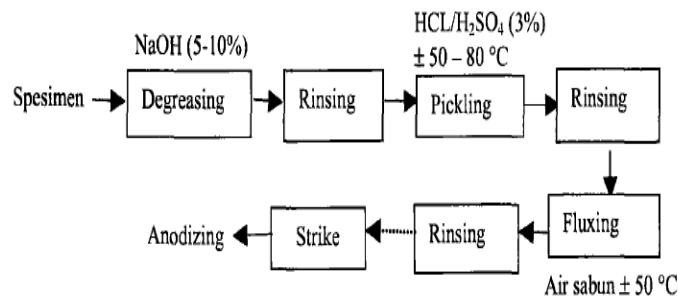 NaOH (5-10%)
HCL/H₂SO₄ (3%)
± 50 – 80 °C
Spesimen
Degreasing
Rinsing
Pickling
Rinsing
Anodizing
Strike
Rinsing
Fluxing
Air sabun ± 50 °C